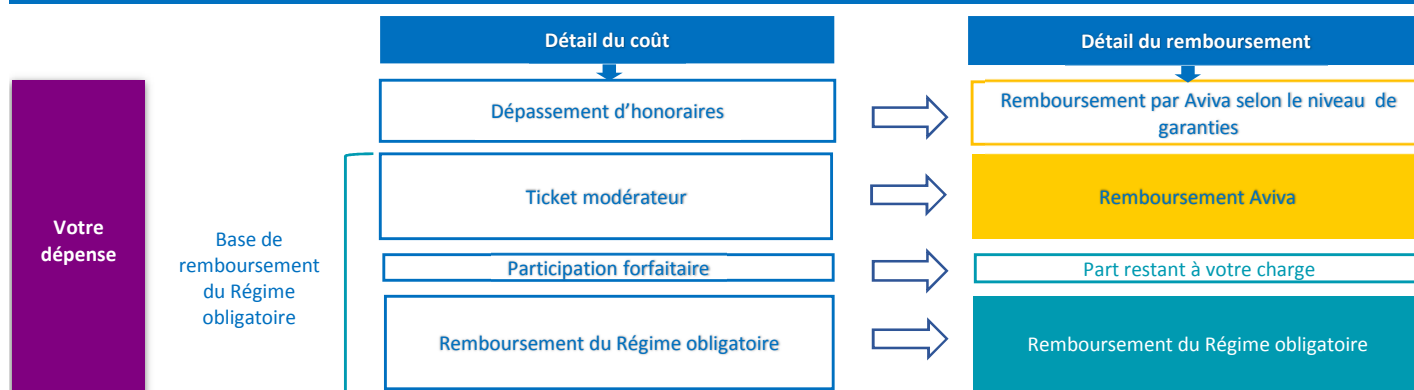 Détail du coût
Détail du remboursement
Dépassement d'honoraires
Remboursement par Aviva selon le niveau de
garanties
Votre
dépense
Base de
remboursement
du Régime
obligatoire
Ticket modérateur
Remboursement Aviva
Participation forfaitaire
Part restant à votre charge
Remboursement du Régime obligatoire
Remboursement du Régime obligatoire